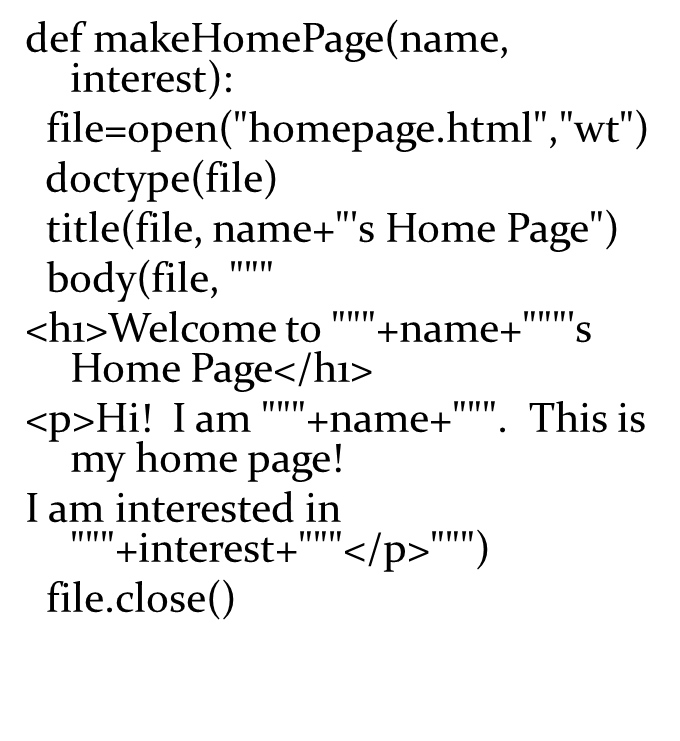 def makeHomePage(name,
interest):
file=open("homepage.html","wt")
doctype(file)
title(file, name+"'s Home Page")
body(file, """
<h1>Welcome to """+name+"""'s
Home Page</h1>
<p>Hi!  I am """+name+""".  This is
my home page!
I am interested in
"""+interest+"""</p>""")
file.close()